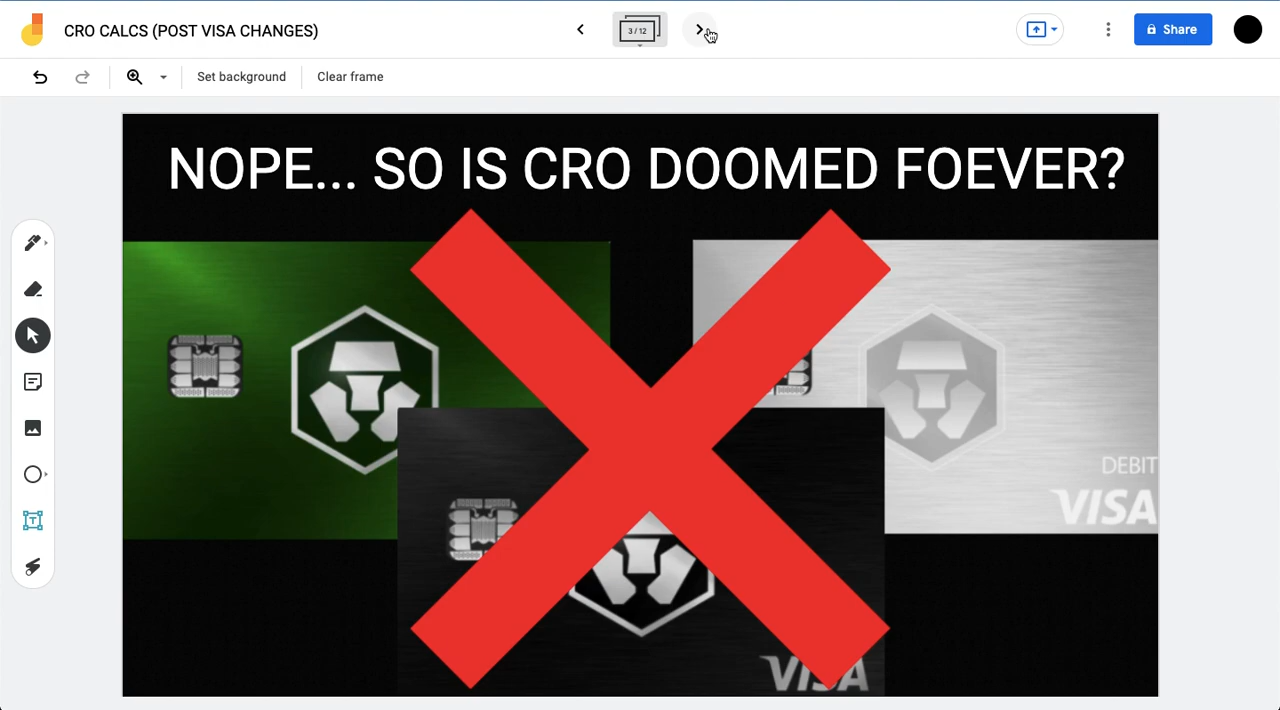 CRO CALCS (POST VISA CHANGES)
3 / 12
Share
Set background
Clear frame
NOPE... SO IS CRO DOOMED FOEVER?
DEBIT
VISA
VISA
T